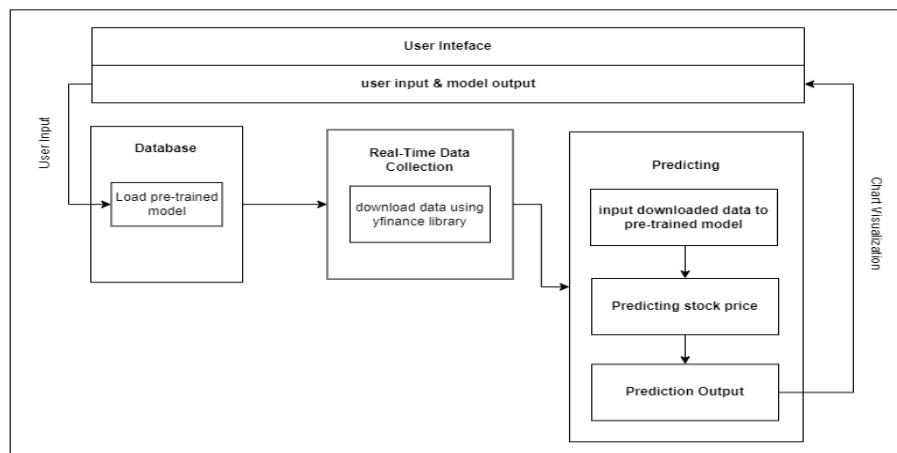 User Inteface
user input & model output
User Input
Database
Load pre-trained
model
Real-Time Data
Collection
download data using
yfinance library
Predicting
input downloaded data to
pre-trained model
Predicting stock price
Prediction Output
Chart Visualization